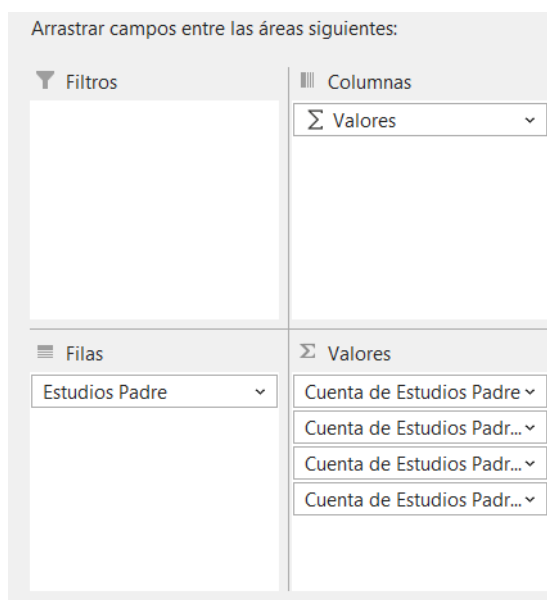 Arrastrar campos entre las áreas siguientes:
Filtros
Columnas
Σ Valores
Filas
Σ Valores
Estudios Padre
Cuenta de Estudios Padre
Cuenta de Estudios Padr...
Cuenta de Estudios Padr...
Cuenta de Estudios Padr...